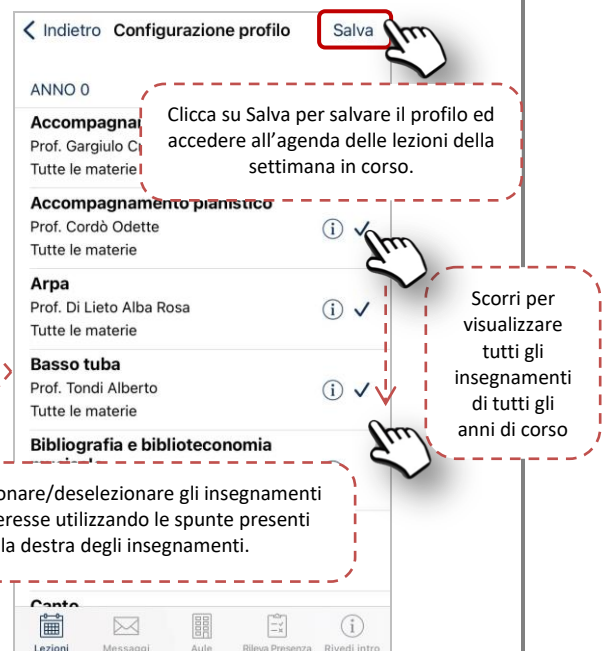 Indietro Configurazione profilo Salva
ANNO 0
Clicca su Salva per salvare il profilo ed
accedere all’agenda delle lezioni della
settimana in corso.
Prof. Gargiulo
Tutte le materie
Accompagnamento pianistico
Prof. Cordò Odette
Tutte le materie
Arpa
Prof. Di Lieto Alba Rosa
Tutte le materie
Basso tuba
Prof. Tondi Alberto
Tutte le materie
Scorri per
visualizzare
tutti gli
insegnamenti
di tutti gli
anni di corso
Bibliografia e biblioteconomia
onare/deselezionare gli insegnamenti
eresse utilizzando le spunte presenti
la destra degli insegnamenti.
Canto
Lezioni Messaggi Aule Rileva Presenza Rivedi intro